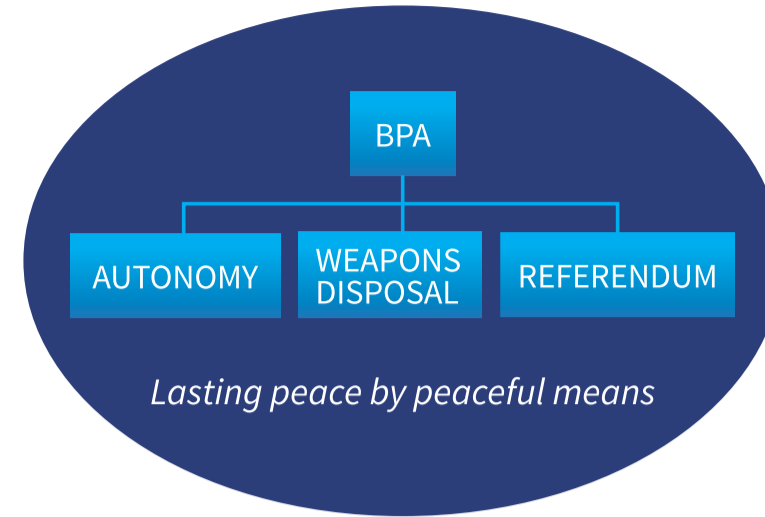 BPA
AUTONOMY
WEAPONS
DISPOSAL
REFERENDUM
Lasting peace by peaceful means